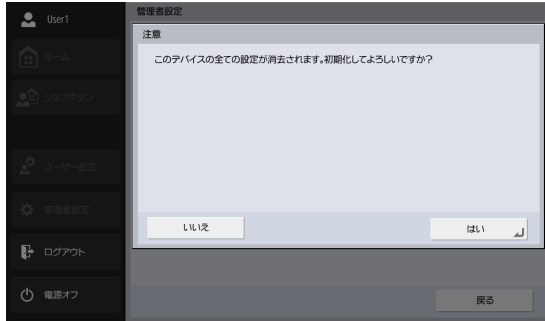 User1
ホーム
ジョブボタン
ユーザー設定
管理者設定
ログアウト
電源オフ
管理者設定
注意
このデバイスの全ての設定が消去されます。初期化してよろしいですか?
いいえ
はい
戻る